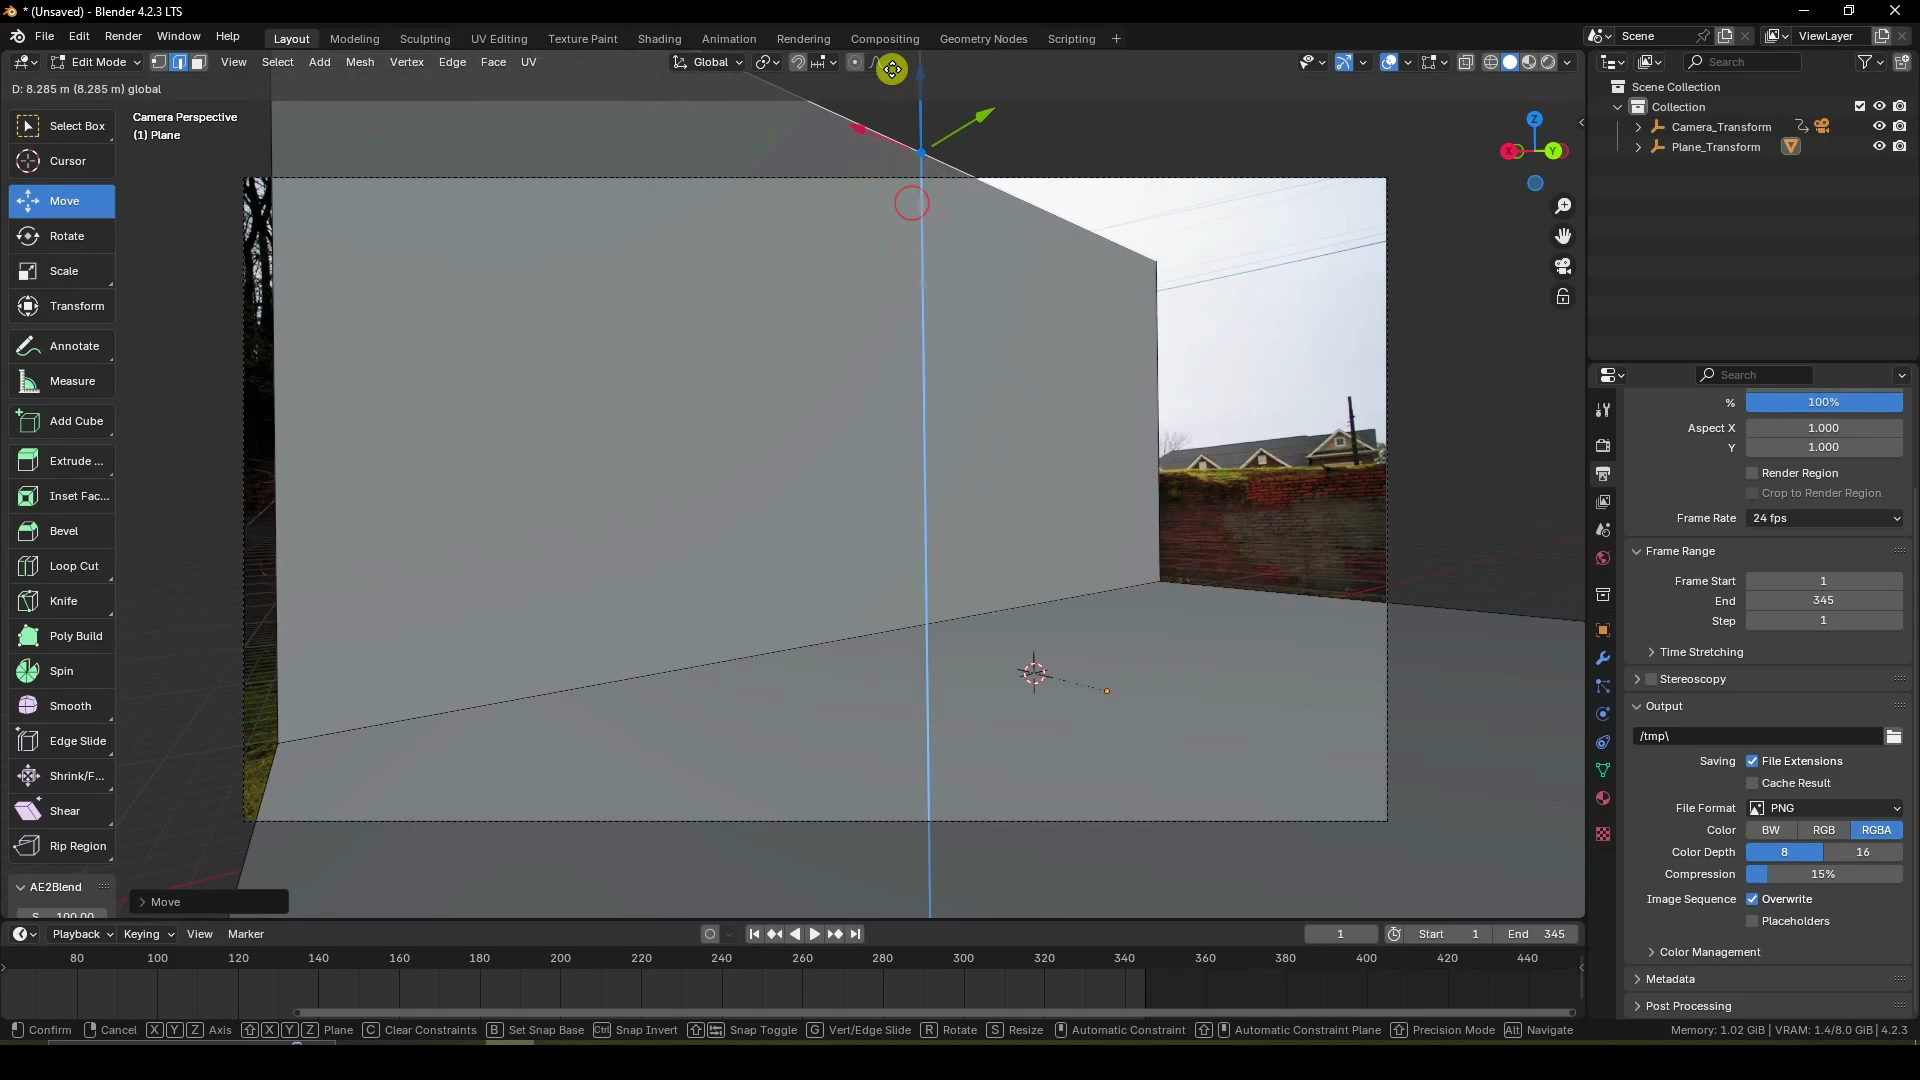 * (Unsaved) - Blender 4.2.3 LTS
File Edit Render Window Help
Layout Modeling Sculpting UV Editing Texture Paint Shading Animation Rendering Compositing Geometry Nodes Scripting +
Scene ViewLayer
Edit Mode View Select Add Mesh Vertex Edge Face UV Global
Search
D: 8.285 m (8.285 m) global
Camera Perspective
(1) Plane
Scene Collection
Collection
Camera_Transform
Plane_Transform
Select Box
Cursor
Move
Rotate
Scale
Transform
Annotate
Measure
Add Cube
Extrude ...
Inset Fac...
Bevel
Loop Cut
Knife
Poly Build
Spin
Smooth
Edge Slide
Shrink/F...
Shear
Rip Region
AE2Blend
S 100.00
Move
Z
X
Y
Search
% 100%
Aspect X 1.000
Y 1.000
Render Region
Crop to Render Region
Frame Rate 24 fps
Frame Range
Frame Start 1
End 345
Step 1
Time Stretching
Stereoscopy
Output
/tmp\
Saving File Extensions
Cache Result
File Format PNG
Color BW RGB RGBA
Color Depth 8 16
Compression 15%
Image Sequence Overwrite
Placeholders
Color Management
Metadata
Post Processing
Playback Keying View Marker 1 Start 1 End 345
80 100 120 140 160 180 200 220 240 260 280 300 320 340 360 380 400 420 440
Confirm Cancel X Y Z Axis X Y Z Plane C Clear Constraints B Set Snap Base Ctrl Snap Invert Snap Toggle G Vert/Edge Slide R Rotate S Resize Automatic Constraint Automatic Constraint Plane Precision Mode Alt Navigate Memory: 1.02 GiB | VRAM: 1.4/8.0 GiB | 4.2.3